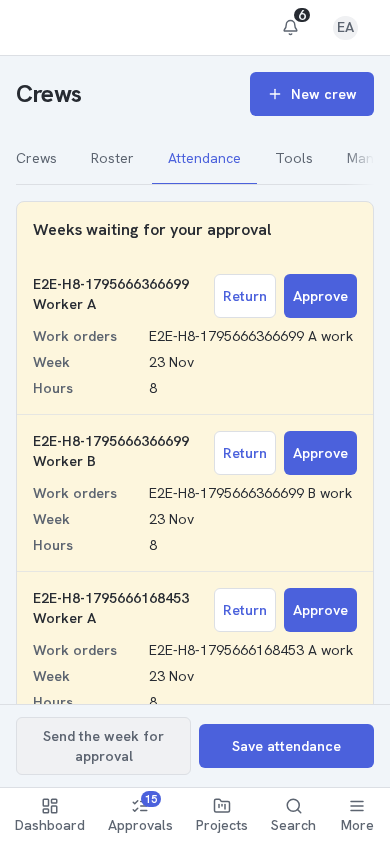 6
EA
Crews
+ New crew
Crews Roster Attendance Tools
Weeks waiting for your approval
E2E-H8-1795666366699
Worker A
Return Approve
Work orders E2E-H8-1795666366699 A work
Week 23 Nov
Hours 8
E2E-H8-1795666366699
Worker B
Return Approve
Work orders E2E-H8-1795666366699 B work
Week 23 Nov
Hours 8
E2E-H8-1795666168453
Worker A
Return Approve
Work orders E2E-H8-1795666168453 A work
Week 23 Nov
Hours 8
Send the week for
approval
Save attendance
15
Dashboard Approvals Projects Search More